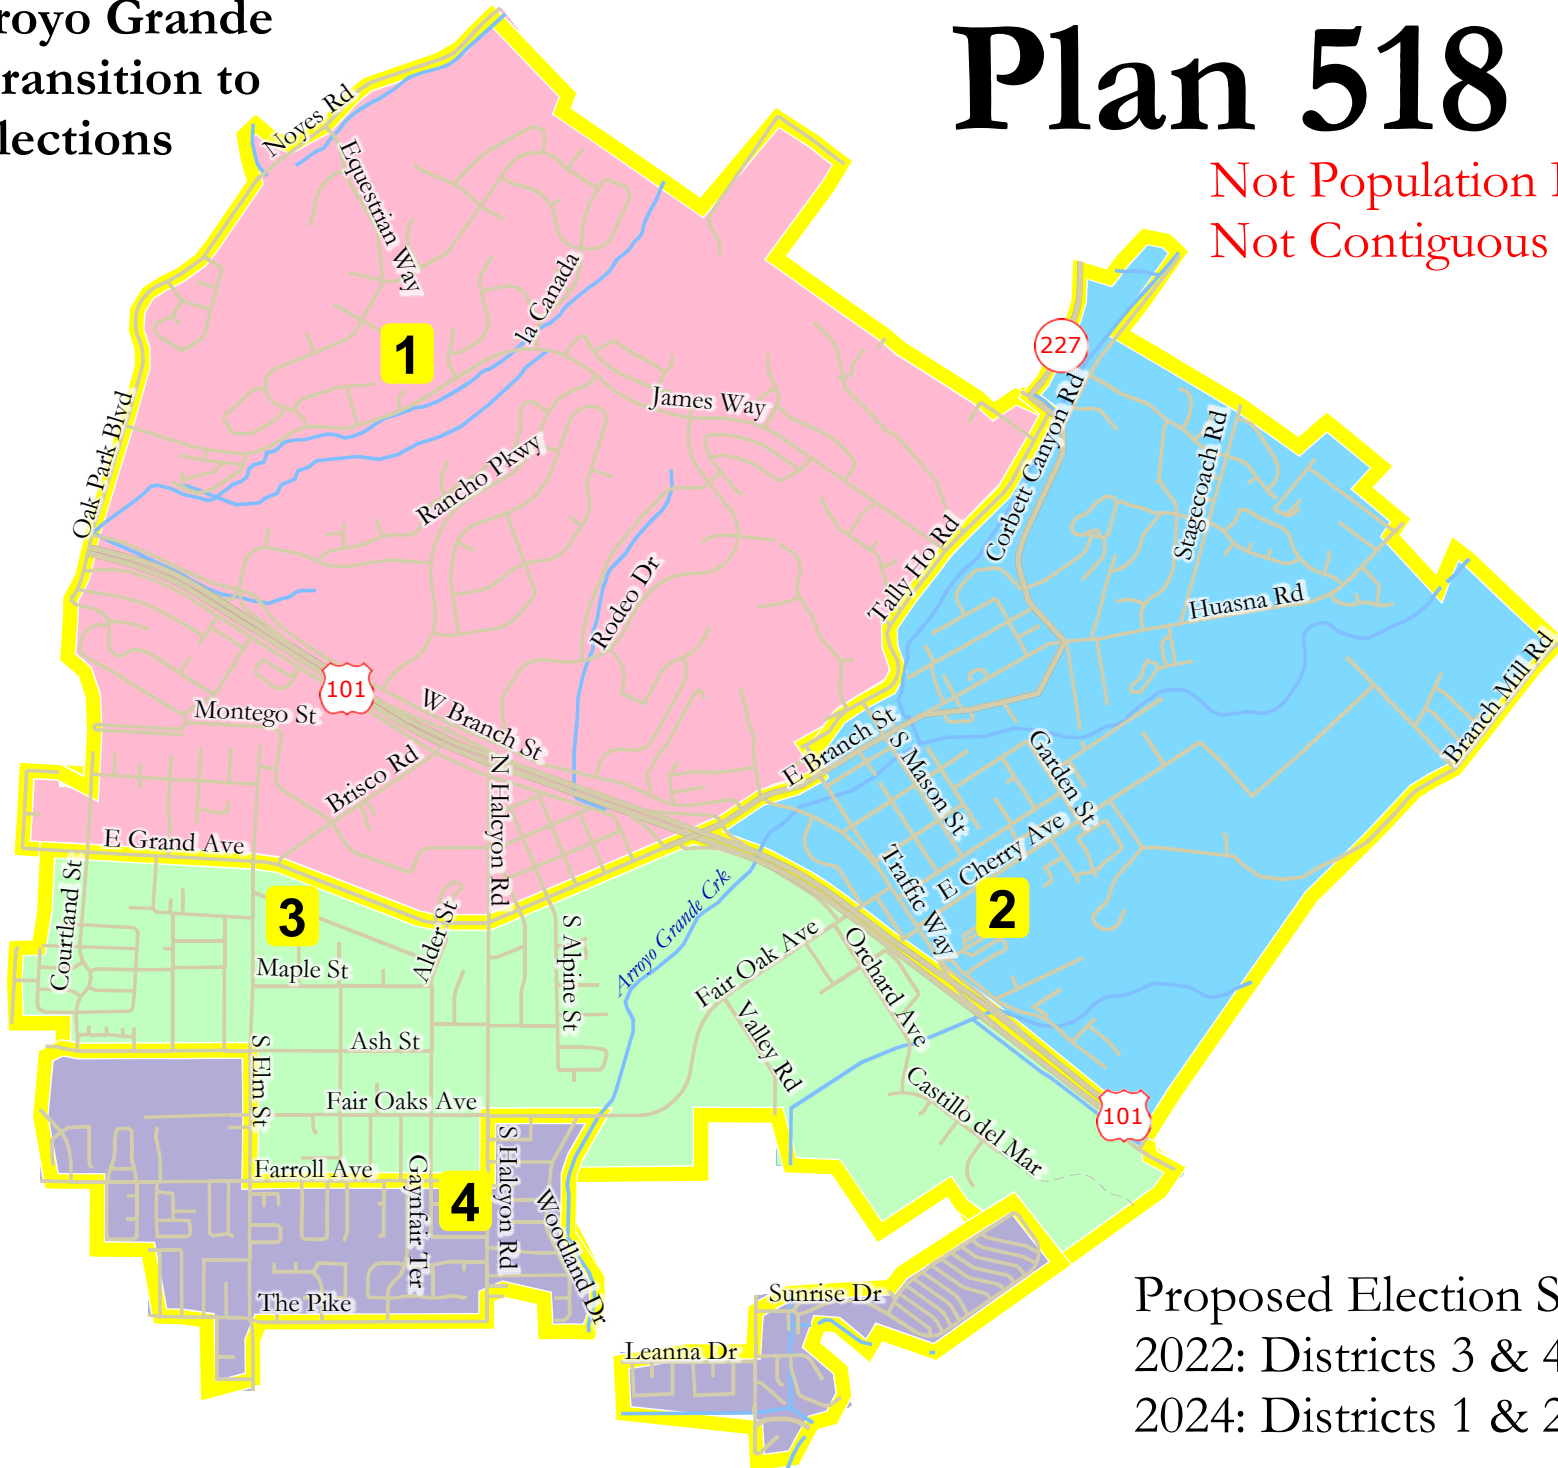 royo Grande
ransition to
lections
Plan 518
Not Population
Not Contiguous
Noyes Rd
Equestrian Way
la Canada
227
1
James Way
Corbett Canyon Rd
Stagecoach Rd
Oak Park Blvd
Rancho Pkwy
Tally Ho Rd
Rodeo Dr
Huasna Rd
Branch Mill Rd
101
Montego St
W Branch St
E Branch St
S Mason St
Garden St
Brisco Rd
N Halcyon Rd
E Grand Ave
E Cherry Ave
Traffic Way
2
3
Courtland St
Alder St
S Alpine St
Arroyo Grande Crk
Fair Oak Ave
Orchard Ave
Maple St
Valley Rd
Ash St
S Elm St
Fair Oaks Ave
Castillo del Mar
101
Farroll Ave
Gaynfair Ter
4
S Halcyon Rd
Woodland Dr
The Pike
Sunrise Dr
Leanna Dr
Proposed Election S
2022: Districts 3 & 4
2024: Districts 1 & 2